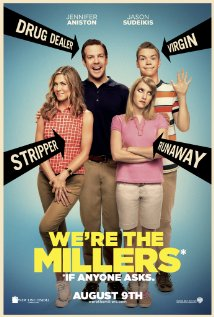 JENNIFER ANISTON
JASON SUDEIKIS
DRUG DEALER
VIRGIN
STRIPPER
RUNAWAY
WE'RE THE
MILLERS*
*IF ANYONE ASKS.
AUGUST 9TH